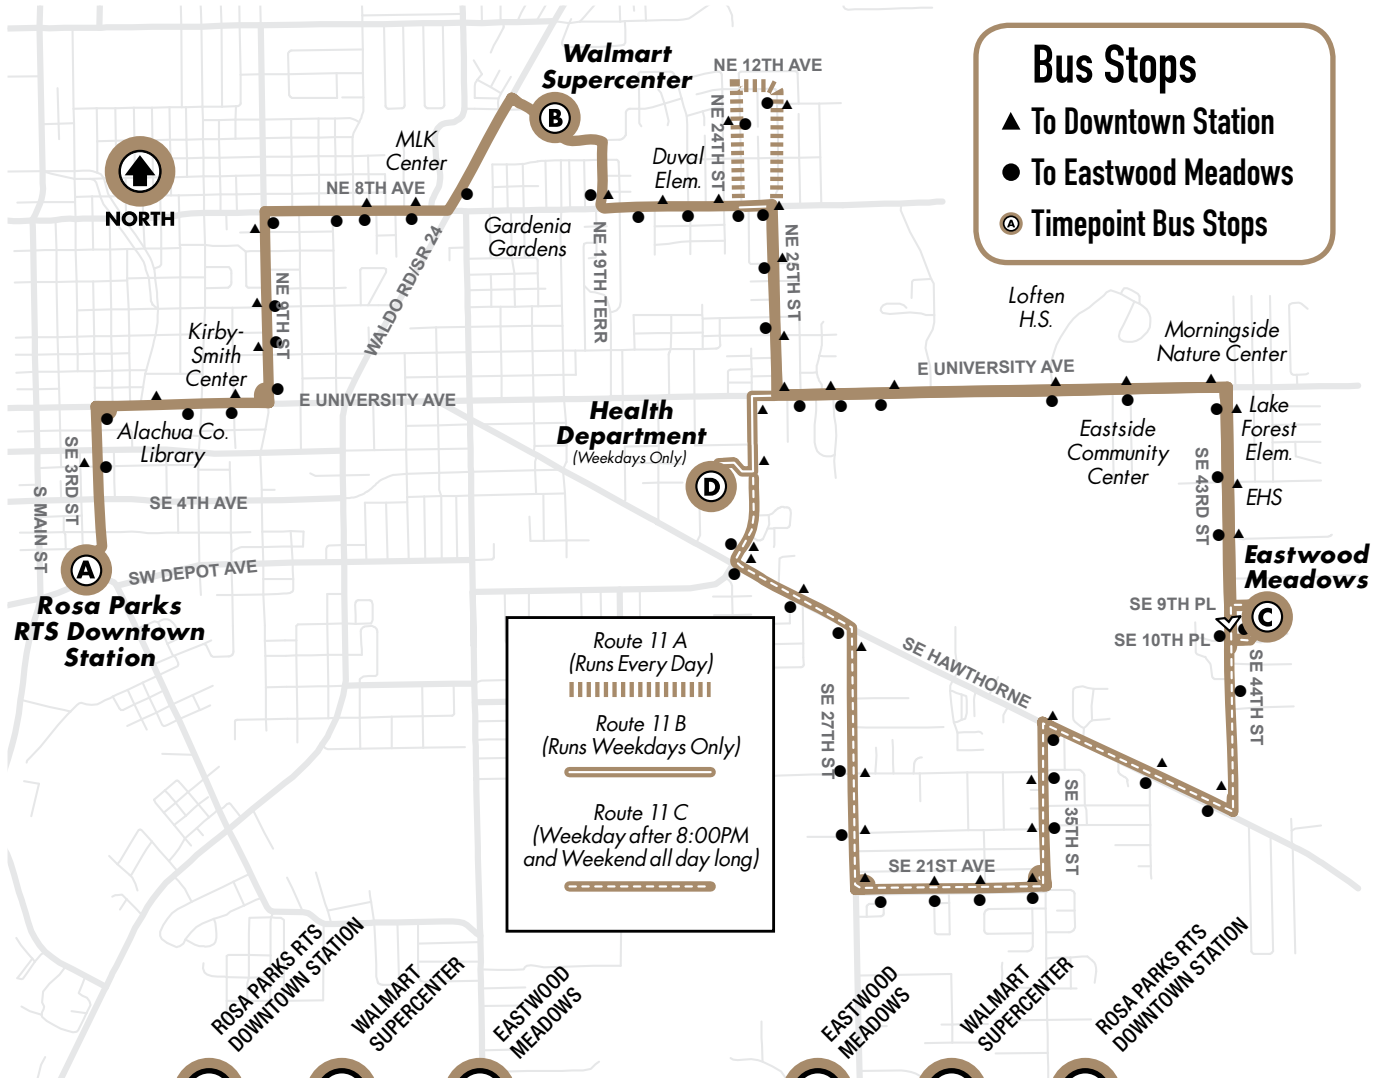 Walmart
Supercenter
B
NE 12TH AVE
NE 24TH ST
Bus Stops
To Downtown Station
To Eastwood Meadows
A Timepoint Bus Stops
NORTH
MLK
Center
NE 8TH AVE
Duval
Elem.
Gardenia
Gardens
NE 19TH TERR
NE 25TH ST
WALDO RD/SR 24
NE 9TH ST
Kirby-
Smith
Center
Loften
H.S.
Morningside
Nature Center
E UNIVERSITY AVE
E UNIVERSITY AVE
Alachua Co.
Library
Health
Department
(Weekdays Only)
D
Eastside
Community
Center
Lake
Forest
Elem.
EHS
SE 43RD ST
SE 3RD ST
S MAIN ST
SE 4TH AVE
SW DEPOT AVE
A
Rosa Parks
RTS Downtown
Station
Eastwood
Meadows
C
SE 9TH PL
SE 10TH PL
SE 44TH ST
SE HAWTHORNE
SE 27TH ST
SE 35TH ST
SE 21ST AVE
Route 11 A
(Runs Every Day)
Route 11 B
(Runs Weekdays Only)
Route 11 C
(Weekday after 8:00PM
and Weekend all day long)
ROSA PARKS RTS
DOWNTOWN STATION
WALMART
SUPERCENTER
EASTWOOD
MEADOWS
EASTWOOD
MEADOWS
WALMART
SUPERCENTER
ROSA PARKS RTS
DOWNTOWN STATION